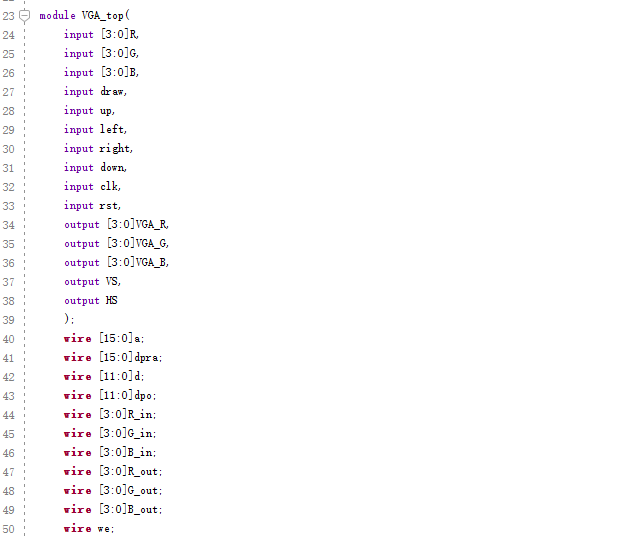 23 module VGA_top(
24 input [3:0]R,
25 input [3:0]G,
26 input [3:0]B,
27 input draw,
28 input up,
29 input left,
30 input right,
31 input down,
32 input clk,
33 input rst,
34 output [3:0]VGA_R,
35 output [3:0]VGA_G,
36 output [3:0]VGA_B,
37 output VS,
38 output HS
39 );
40 wire [15:0]a;
41 wire [15:0]dpra;
42 wire [11:0]d;
43 wire [11:0]dpo;
44 wire [3:0]R_in;
45 wire [3:0]G_in;
46 wire [3:0]B_in;
47 wire [3:0]R_out;
48 wire [3:0]G_out;
49 wire [3:0]B_out;
50 wire we;